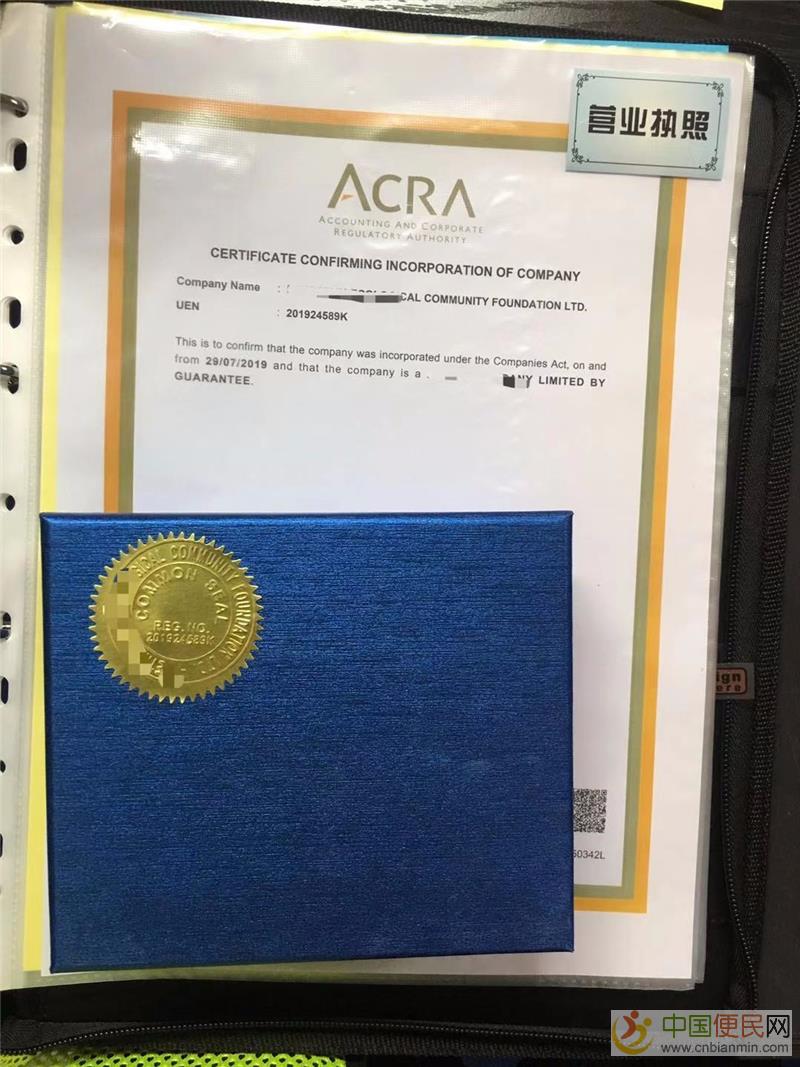 营业执照
ACRA
ACCOUNTING AND CORPORATE
REGULATORY AUTHORITY
CERTIFICATE CONFIRMING INCORPORATION OF COMPANY
Company Name : CAL COMMUNITY FOUNDATION LTD.
UEN : 201924589K
This is to confirm that the company was incorporated under the Companies Act, on and
from 29/07/2019 and that the company is a LIMITED BY
GUARANTEE.
COMMUNITY FOUNDATION
COMMON SEAL
REG. NO.
201924589K
50342L
中国便民网
www.cnbianmin.com